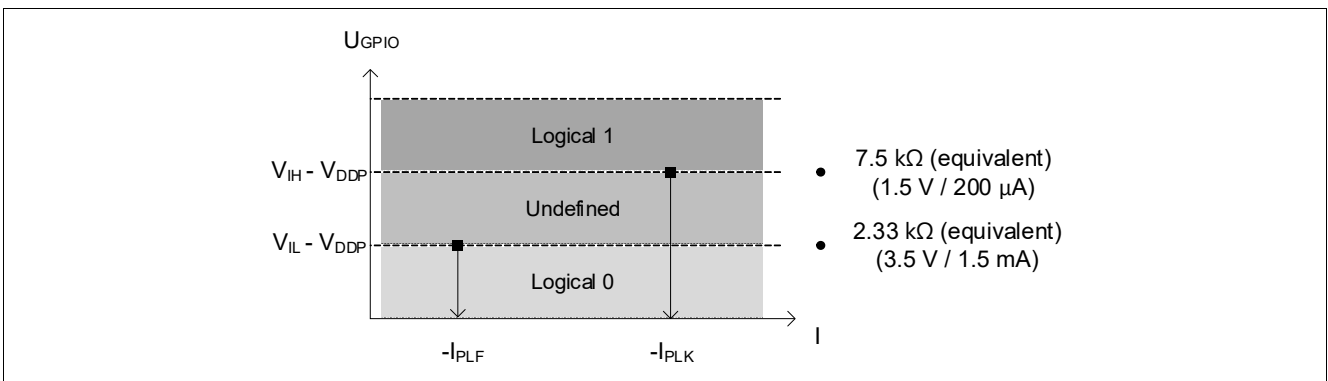 UGPIO
Logical 1
VIH - VDDP
7.5 kΩ (equivalent)
(1.5 V / 200 µA)
Undefined
VIL - VDDP
2.33 kΩ (equivalent)
(3.5 V / 1.5 mA)
Logical 0
I
-IPLF
-IPLK